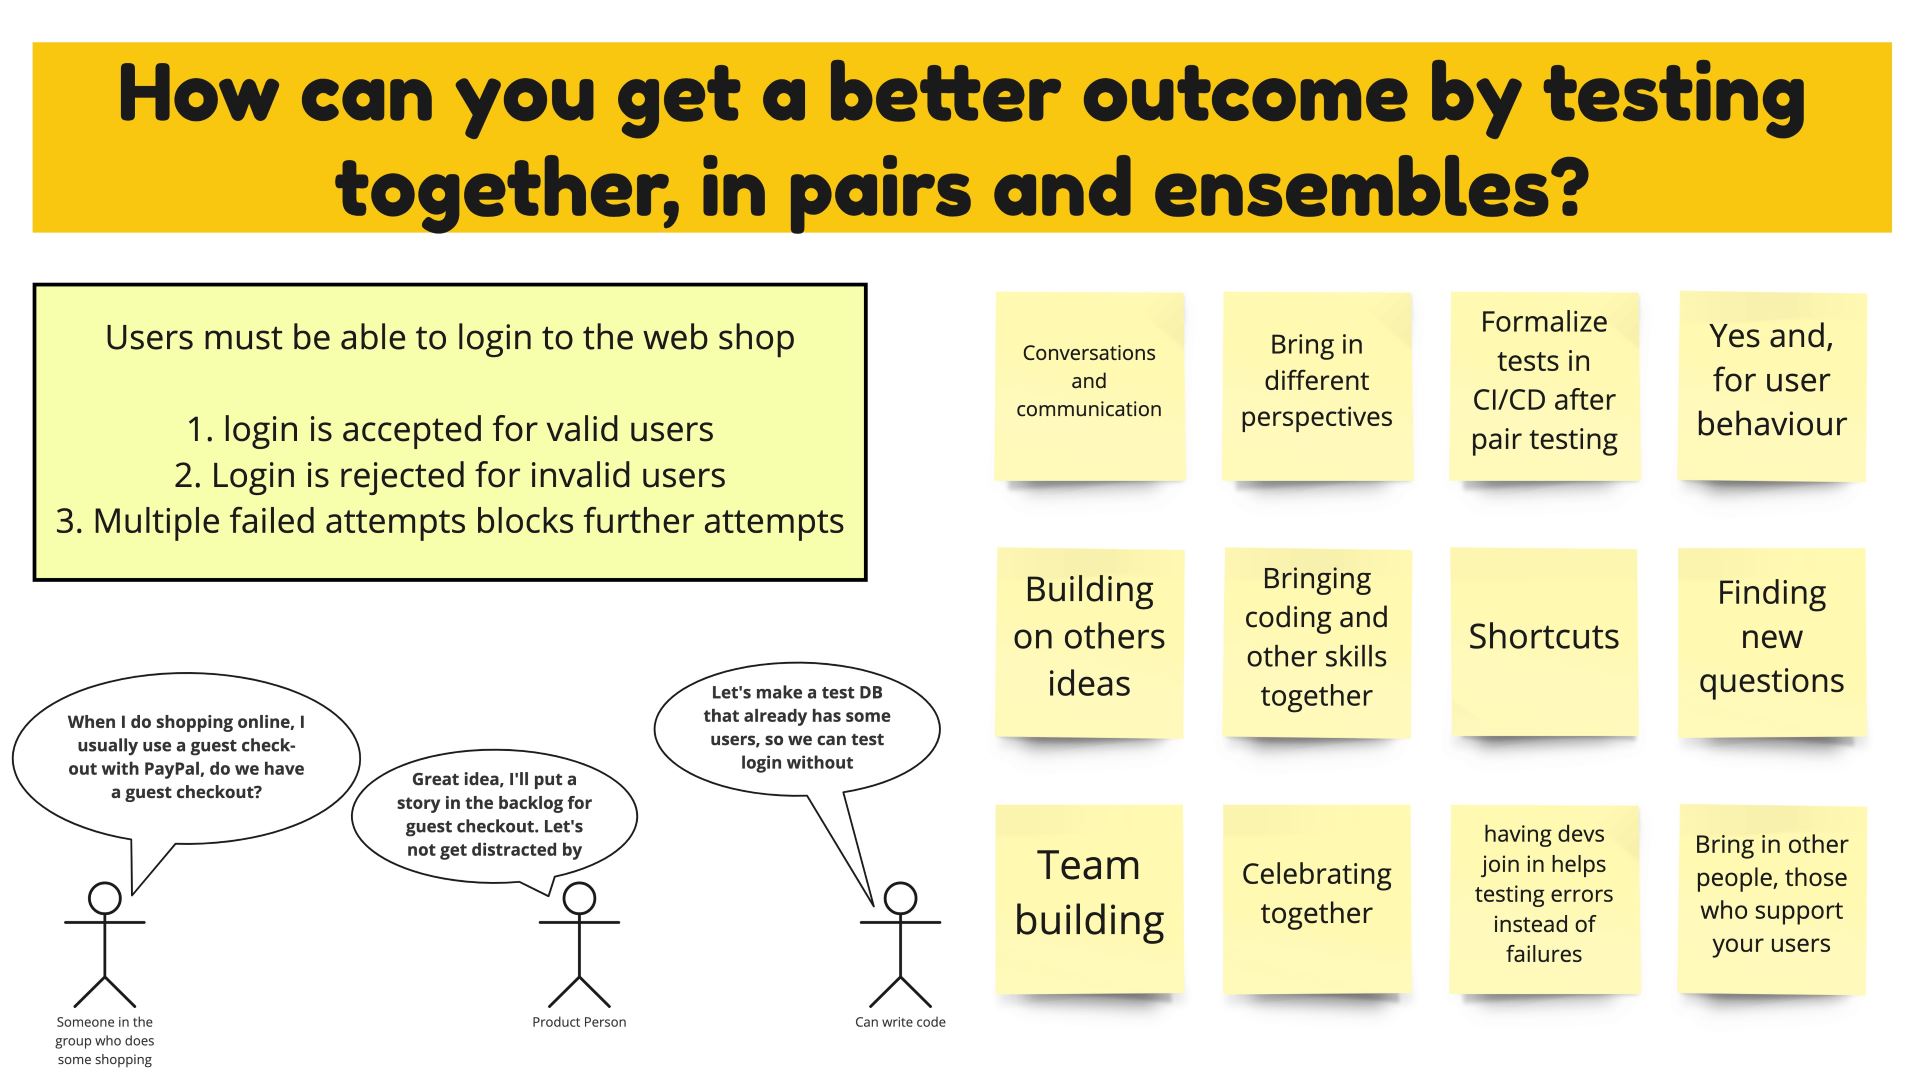 How can you get a better outcome by testing
together, in pairs and ensembles?
Users must be able to login to the web shop
1. login is accepted for valid users
2. Login is rejected for invalid users
3. Multiple failed attempts blocks further attempts
When I do shopping online, I
usually use a guest check-
out with PayPal, do we have
a guest checkout?
Great idea, I'll put a
story in the backlog for
guest checkout. Let's
not get distracted by
Let's make a test DB
that already has some
users, so we can test
login without
Someone in the
group who does
some shopping
Product Person
Can write code
Conversations
and
communication
Bring in
different
perspectives
Formalize
tests in
CI/CD after
pair testing
Yes and,
for user
behaviour
Building
on others
ideas
Bringing
coding and
other skills
together
Shortcuts
Finding
new
questions
Team
building
Celebrating
together
having devs
join in helps
testing errors
instead of
failures
Bring in other
people, those
who support
your users